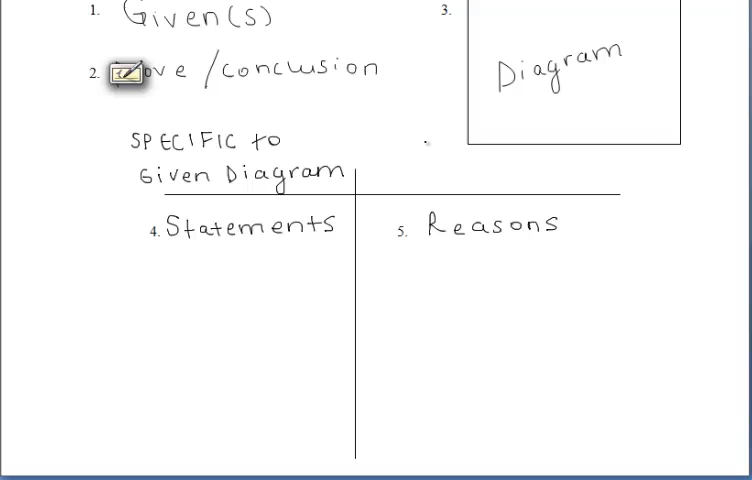 1. Given(s)
3.
2. ove/conclusion
Diagram
SPECIFIC to
Given Diagram
4. Statements
5. Reasons